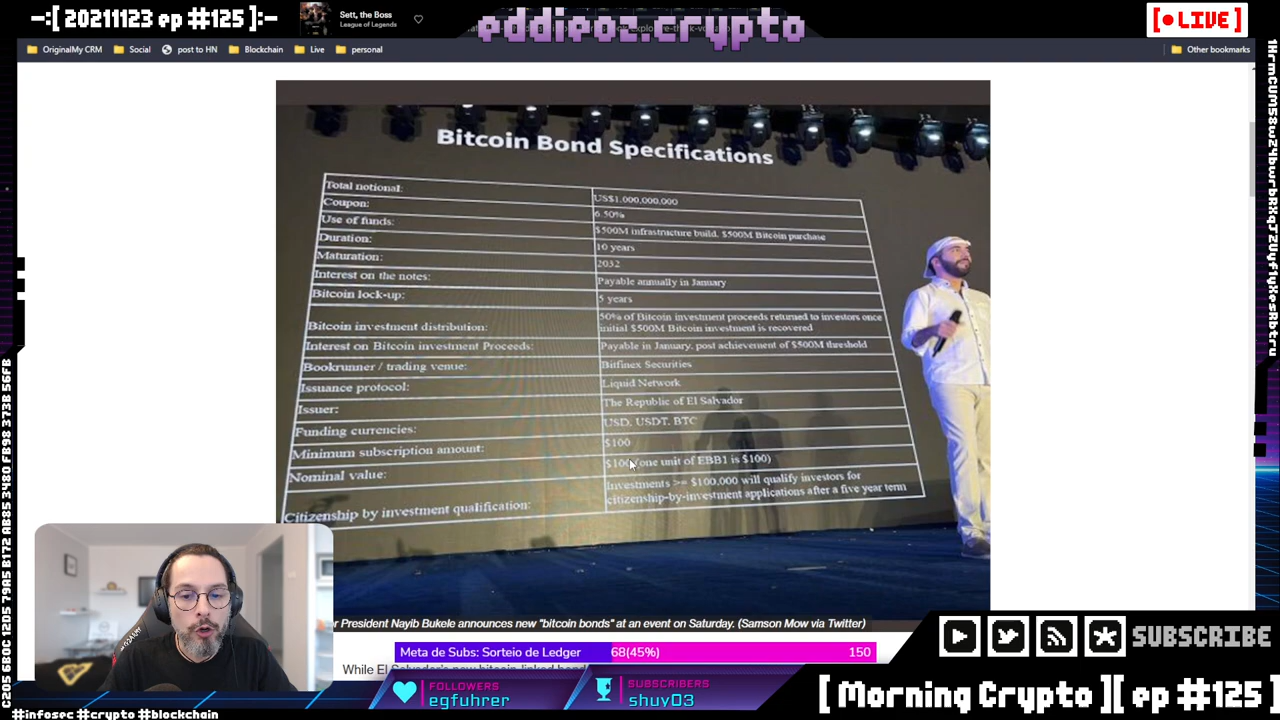 -:[ 20211123 ep #125]:-
Sett, the Boss
League of Legends
eddieoz.crypto
[ ● LIVE ]
OriginalMy CRM
Social
post to HN
Blockchain
Live
personal
Other bookmarks
Bitcoin Bond Specifications
Total notional: US$1.000.000.000
Coupon: 6.50%
Use of funds: $500M infrastructure build, $500M Bitcoin purchase
Duration: 10 years
Maturation: 2032
Interest on the notes: Payable annually in January
Bitcoin lock-up: 5 years
Bitcoin investment distribution: 50% of Bitcoin investment proceeds returned to investors once
initial $500M Bitcoin investment is recovered
Interest on Bitcoin investment Proceeds: Payable in January, post achievement of $500M threshold
Bookrunner / trading venue: Bitfinex Securities
Issuance protocol: Liquid Network
Issuer: The Republic of El Salvador
Funding currencies: USD, USDT, BTC
Minimum subscription amount: $100
Nominal value: $100 (one unit of EBB1 is $100)
Citizenship by investment qualification: Investments >= $100,000 will qualify investors for
citizenship-by-investment applications after a five year term
r President Nayib Bukele announces new "bitcoin bonds" at an event on Saturday. (Samson Mow via Twitter)
Meta de Subs: Sorteio de Ledger 68(45%) 150
While El Salvador's new bitcoin-linked bond
FOLLOWERS
egfuhrer
SUBSCRIBERS
shuy03
SUBSCRIBE
[ Morning Crypto ][ ep #125 ]
#infosec #crypto #blockchain